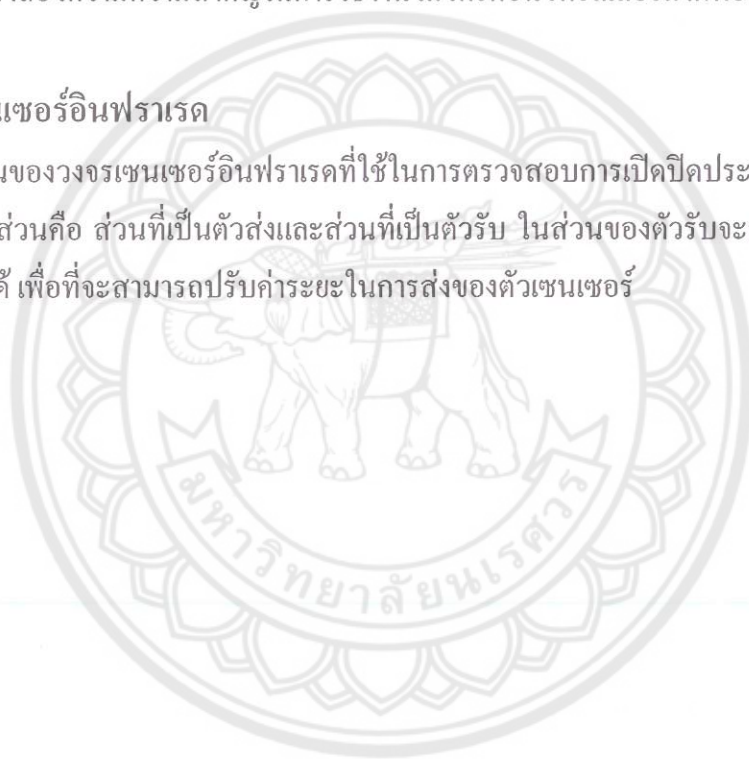 นเซอร์อินฟราเรด
นของวงจรเซนเซอร์อินฟราเรดที่ใช้ในการตรวจสอบการเปิดปิดประ
ส่วนคือ ส่วนที่เป็นตัวส่งและส่วนที่เป็นตัวรับ ในส่วนของตัวรับจะ
ด้ เพื่อที่จะสามารถปรับค่าระยะในการส่งของตัวเซนเซอร์
มหาวิทยาลัยนเรศวร